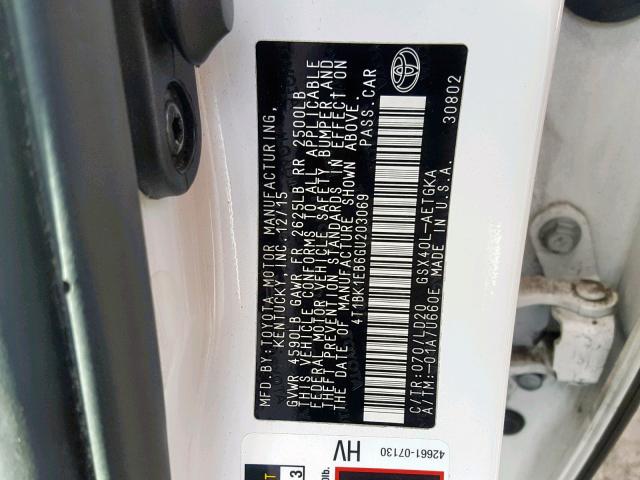 MFD.BY:TOYOTA MOTOR MANUFACTURING,
KENTUCKY, INC. 12/15
GVWR 4590LB GAWR FR 2625LB RR 2500LB
THIS VEHICLE CONFORMS TO ALL APPLICABLE
FEDERAL MOTOR VEHICLE SAFETY, BUMPER, AND
THEFT PREVENTION STANDARDS IN EFFECT ON
THE DATE OF MANUFACTURE SHOWN ABOVE.
4T1BK1EB6GU203069 PASS.CAR
C/TR:070/LD20 GSX40L-AETGKA
A/TM:-01A/U660E MADE IN U.S.A. 30802
TOYOTA
42661-07130
HV
T
3
0lb.